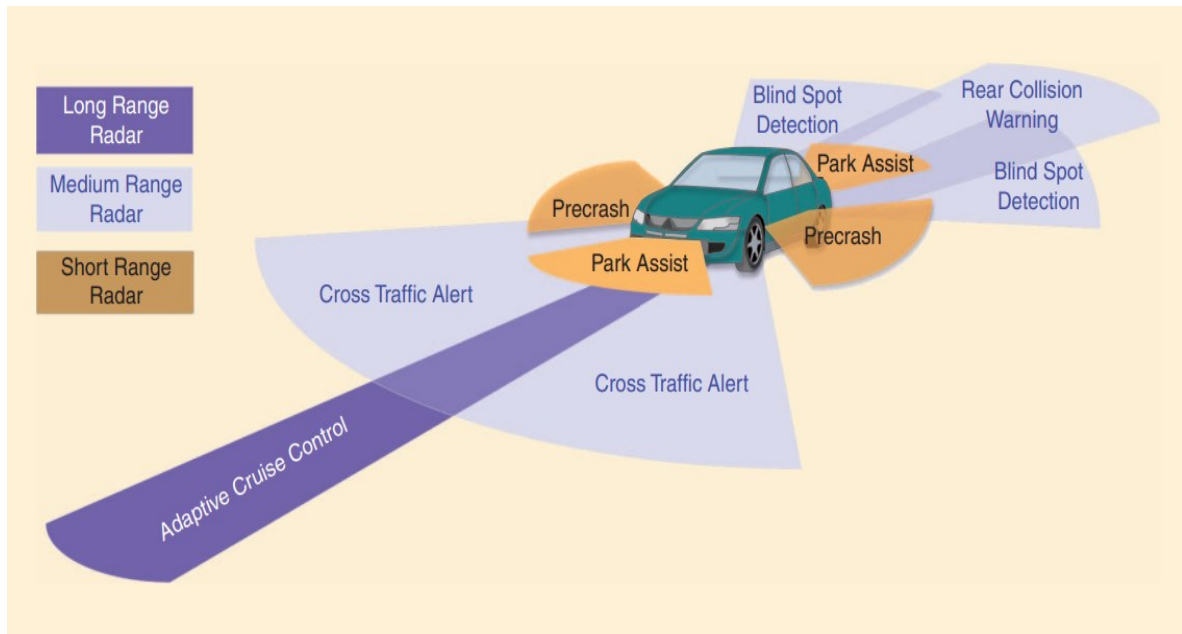 Long Range
Radar
Medium Range
Radar
Short Range
Radar
Blind Spot
Detection
Rear Collision
Warning
Park Assist
Blind Spot
Detection
Precrash
Precrash
Park Assist
Cross Traffic Alert
Cross Traffic Alert
Adaptive Cruise Control